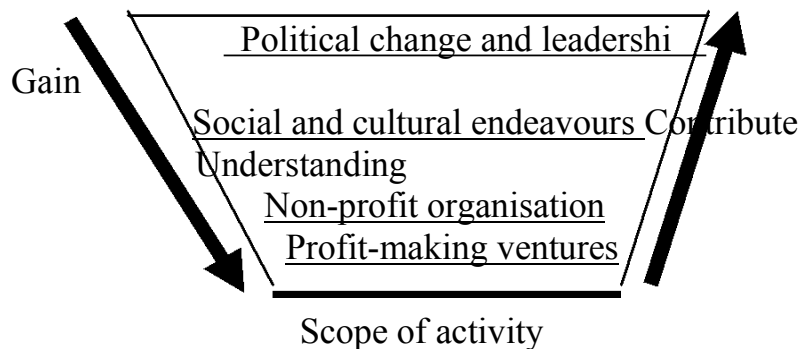 Political change and leadershi
Gain
Social and cultural endeavours Contribute
Understanding
Non-profit organisation
Profit-making ventures
Scope of activity